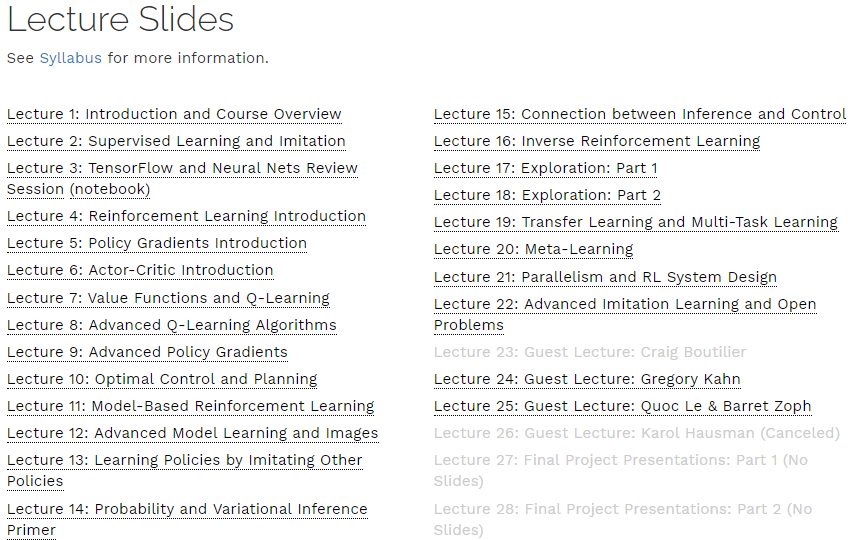 Lecture Slides
See Syllabus for more information.
Lecture 1: Introduction and Course Overview
Lecture 2: Supervised Learning and Imitation
Lecture 3: TensorFlow and Neural Nets Review
Session (notebook)
Lecture 4: Reinforcement Learning Introduction
Lecture 5: Policy Gradients Introduction
Lecture 6: Actor-Critic Introduction
Lecture 7: Value Functions and Q-Learning
Lecture 8: Advanced Q-Learning Algorithms
Lecture 9: Advanced Policy Gradients
Lecture 10: Optimal Control and Planning
Lecture 11: Model-Based Reinforcement Learning
Lecture 12: Advanced Model Learning and Images
Lecture 13: Learning Policies by Imitating Other
Policies
Lecture 14: Probability and Variational Inference
Primer
Lecture 15: Connection between Inference and Control
Lecture 16: Inverse Reinforcement Learning
Lecture 17: Exploration: Part 1
Lecture 18: Exploration: Part 2
Lecture 19: Transfer Learning and Multi-Task Learning
Lecture 20: Meta-Learning
Lecture 21: Parallelism and RL System Design
Lecture 22: Advanced Imitation Learning and Open
Problems
Lecture 23: Guest Lecture: Craig Boutilier
Lecture 24: Guest Lecture: Gregory Kahn
Lecture 25: Guest Lecture: Quoc Le & Barret Zoph
Lecture 26: Guest Lecture: Karol Hausman (Canceled)
Lecture 27: Final Project Presentations: Part 1 (No
Slides)
Lecture 28: Final Project Presentations: Part 2 (No
Slides)